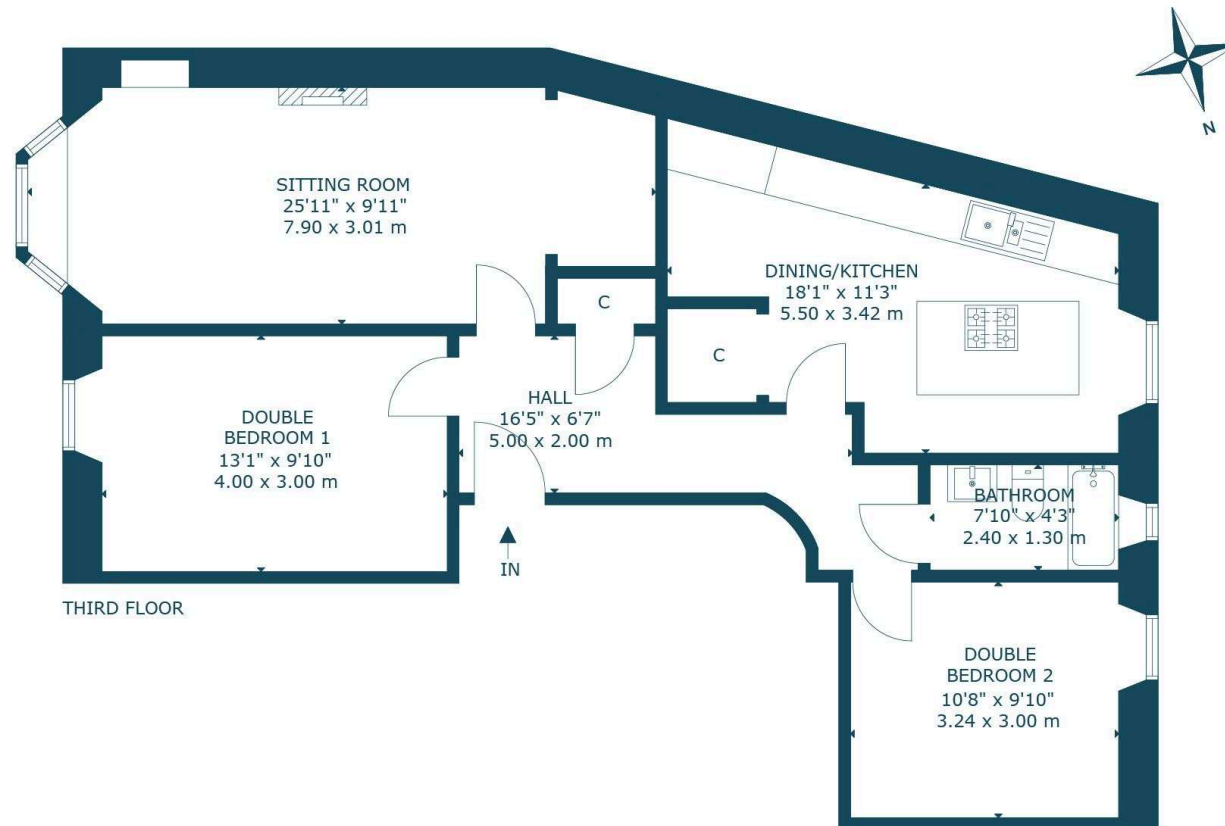 N
SITTING ROOM
25'11" x 9'11"
7.90 x 3.01 m
DINING/KITCHEN
18'1" x 11'3"
5.50 x 3.42 m
C
C
HALL
16'5" x 6'7"
5.00 x 2.00 m
DOUBLE
BEDROOM 1
13'1" x 9'10"
4.00 x 3.00 m
BATHROOM
7'10" x 4'3"
2.40 x 1.30 m
IN
THIRD FLOOR
DOUBLE
BEDROOM 2
10'8" x 9'10"
3.24 x 3.00 m